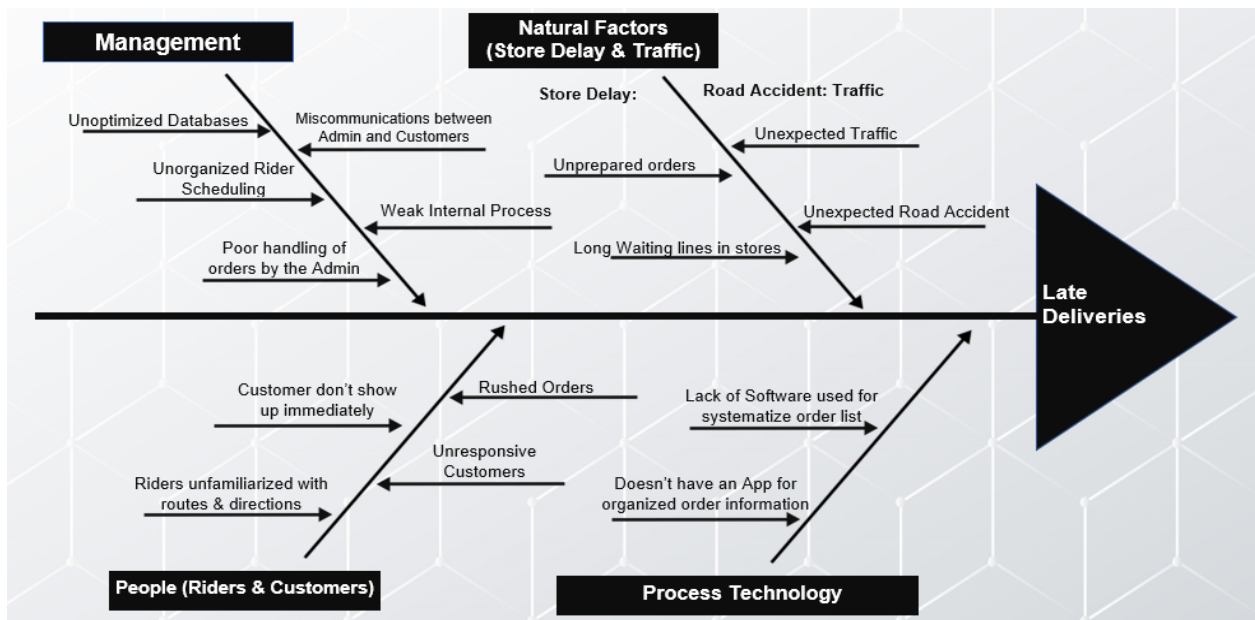 Management
Natural Factors
(Store Delay & Traffic)
Store Delay:
Road Accident: Traffic
Unoptimized Databases
Miscommunications between
Admin and Customers
Unexpected Traffic
Unorganized Rider
Scheduling
Unprepared orders
Weak Internal Process
Unexpected Road Accident
Poor handling of
orders by the Admin
Long Waiting lines in stores
Late
Deliveries
Customer don't show
up immediately
Rushed Orders
Lack of Software used for
systematize order list
Unresponsive
Customers
Riders unfamiliarized with
routes & directions
Doesn't have an App for
organized order information
People (Riders & Customers)
Process Technology